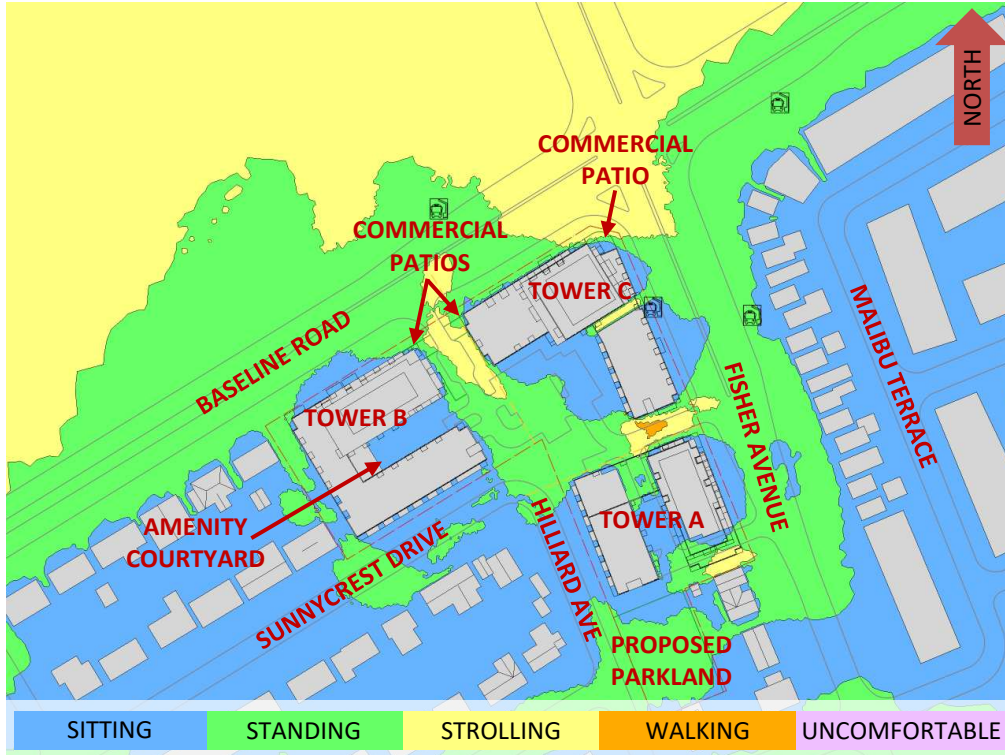 NORTH
COMMERCIAL
PATIO
COMMERCIAL
PATIOS
TOWER C
BASELINE ROAD
MALIBU TERRACE
FISHER AVENUE
TOWER B
AMENITY
COURTYARD
TOWER A
SUNNYCREST DRIVE
HILLIARD AVE
PROPOSED
PARKLAND
SITTING
STANDING
STROLLING
WALKING
UNCOMFORTABLE